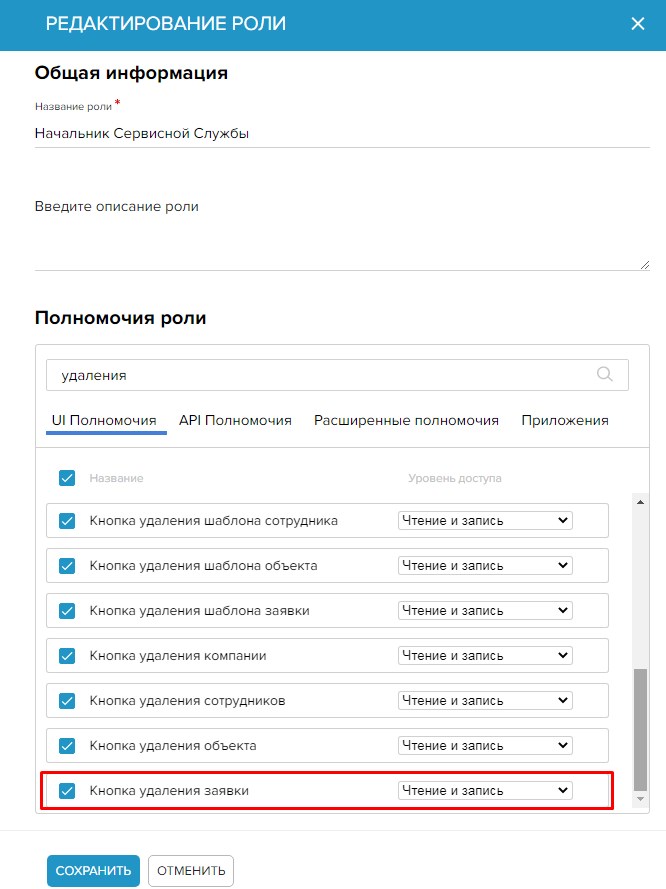 РЕДАКТИРОВАНИЕ РОЛИ
Общая информация
Название роли *
Начальник Сервисной Службы
Введите описание роли
Полномочия роли
удаления
UI Полномочия API Полномочия Расширенные полномочия Приложения
Название Уровень доступа
Кнопка удаления шаблона сотрудника Чтение и запись
Кнопка удаления шаблона объекта Чтение и запись
Кнопка удаления шаблона заявки Чтение и запись
Кнопка удаления компании Чтение и запись
Кнопка удаления сотрудников Чтение и запись
Кнопка удаления объекта Чтение и запись
Кнопка удаления заявки Чтение и запись
СОХРАНИТЬ ОТМЕНИТЬ